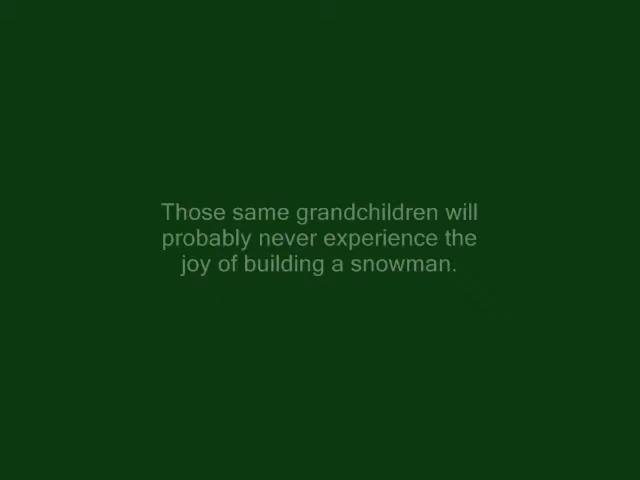 Those same grandchildren will
probably never experience the
joy of building a snowman.